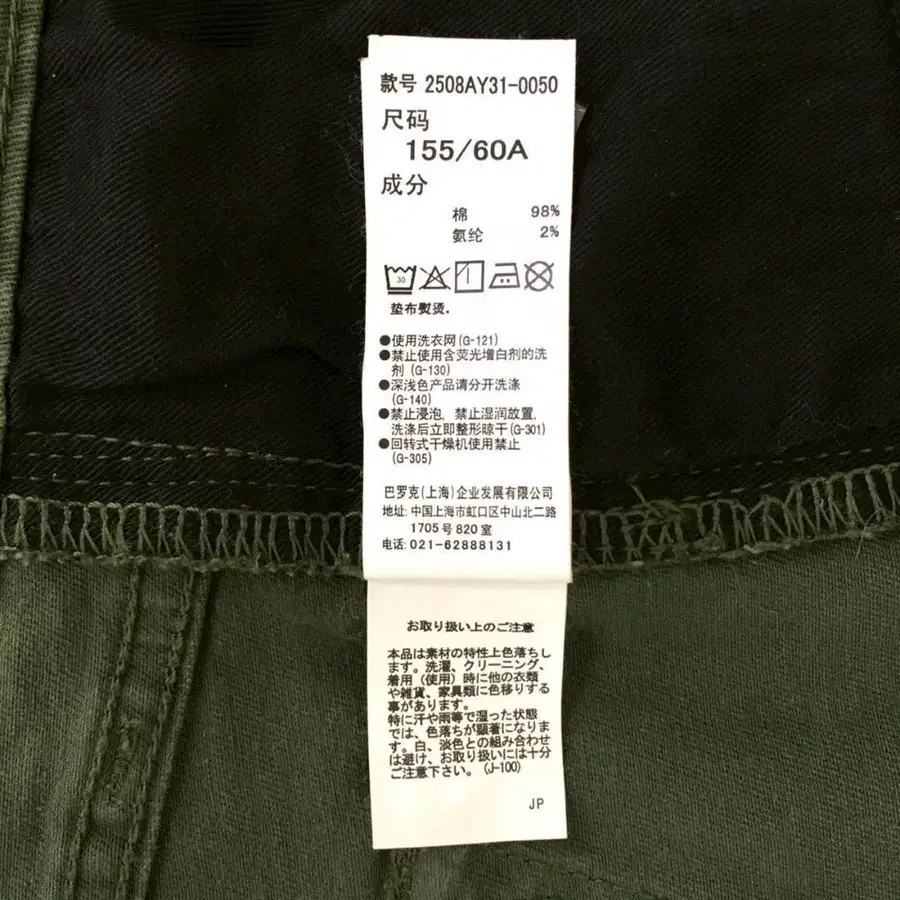 款号 2508AY31-0050
尺码
155/60A
成分
棉 98%
氨纶 2%
30
垫布熨烫.
●使用洗衣网(G-121)
●禁止使用含荧光增白剂的洗
剂 (G-130)
●深浅色产品请分开洗涤
(G-140)
●禁止浸泡, 禁止湿润放置,
洗涤后立即整形晾干(G-301)
●回转式干燥机使用禁止
(G-305)
巴罗克(上海)企业发展有限公司
地址: 中国上海市虹口区中山北二路
1705号820室
电话: 021-62888131
お取り扱い上のご注意
本品は素材の特性上色落ちし
ます。洗濯、クリーニング、
着用(使用)時に他の衣類
や雑貨、家具類に色移りする
事があります。
特に汗や雨等で湿った状態
では、色落ちが顕著になりま
す。白、淡色との組み合わせ
は避け、お取り扱いには十分
ご注意下さい。(J-100)
JP